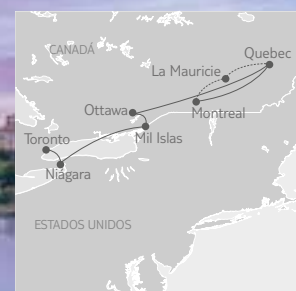 CANADÁ
Quebec
La Mauricie
Ottawa
Montreal
Toronto
Mil Islas
Niágara
ESTADOS UNIDOS